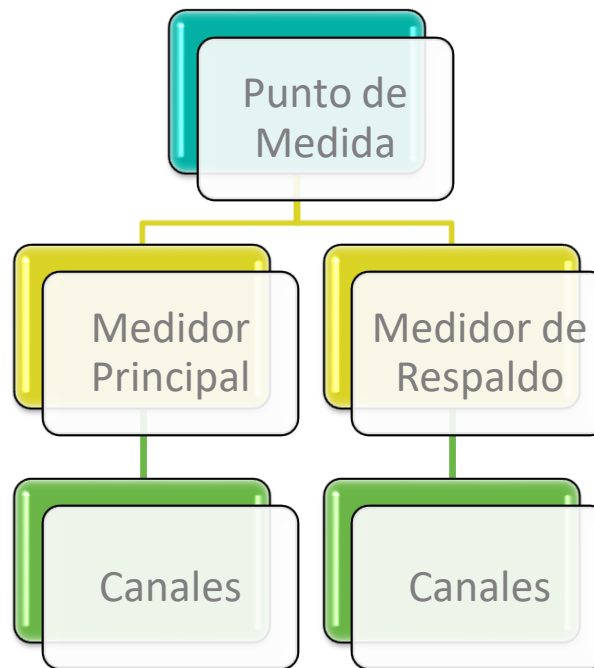 Punto de
Medida
Medidor
Principal
Medidor de
Respaldo
Canales
Canales